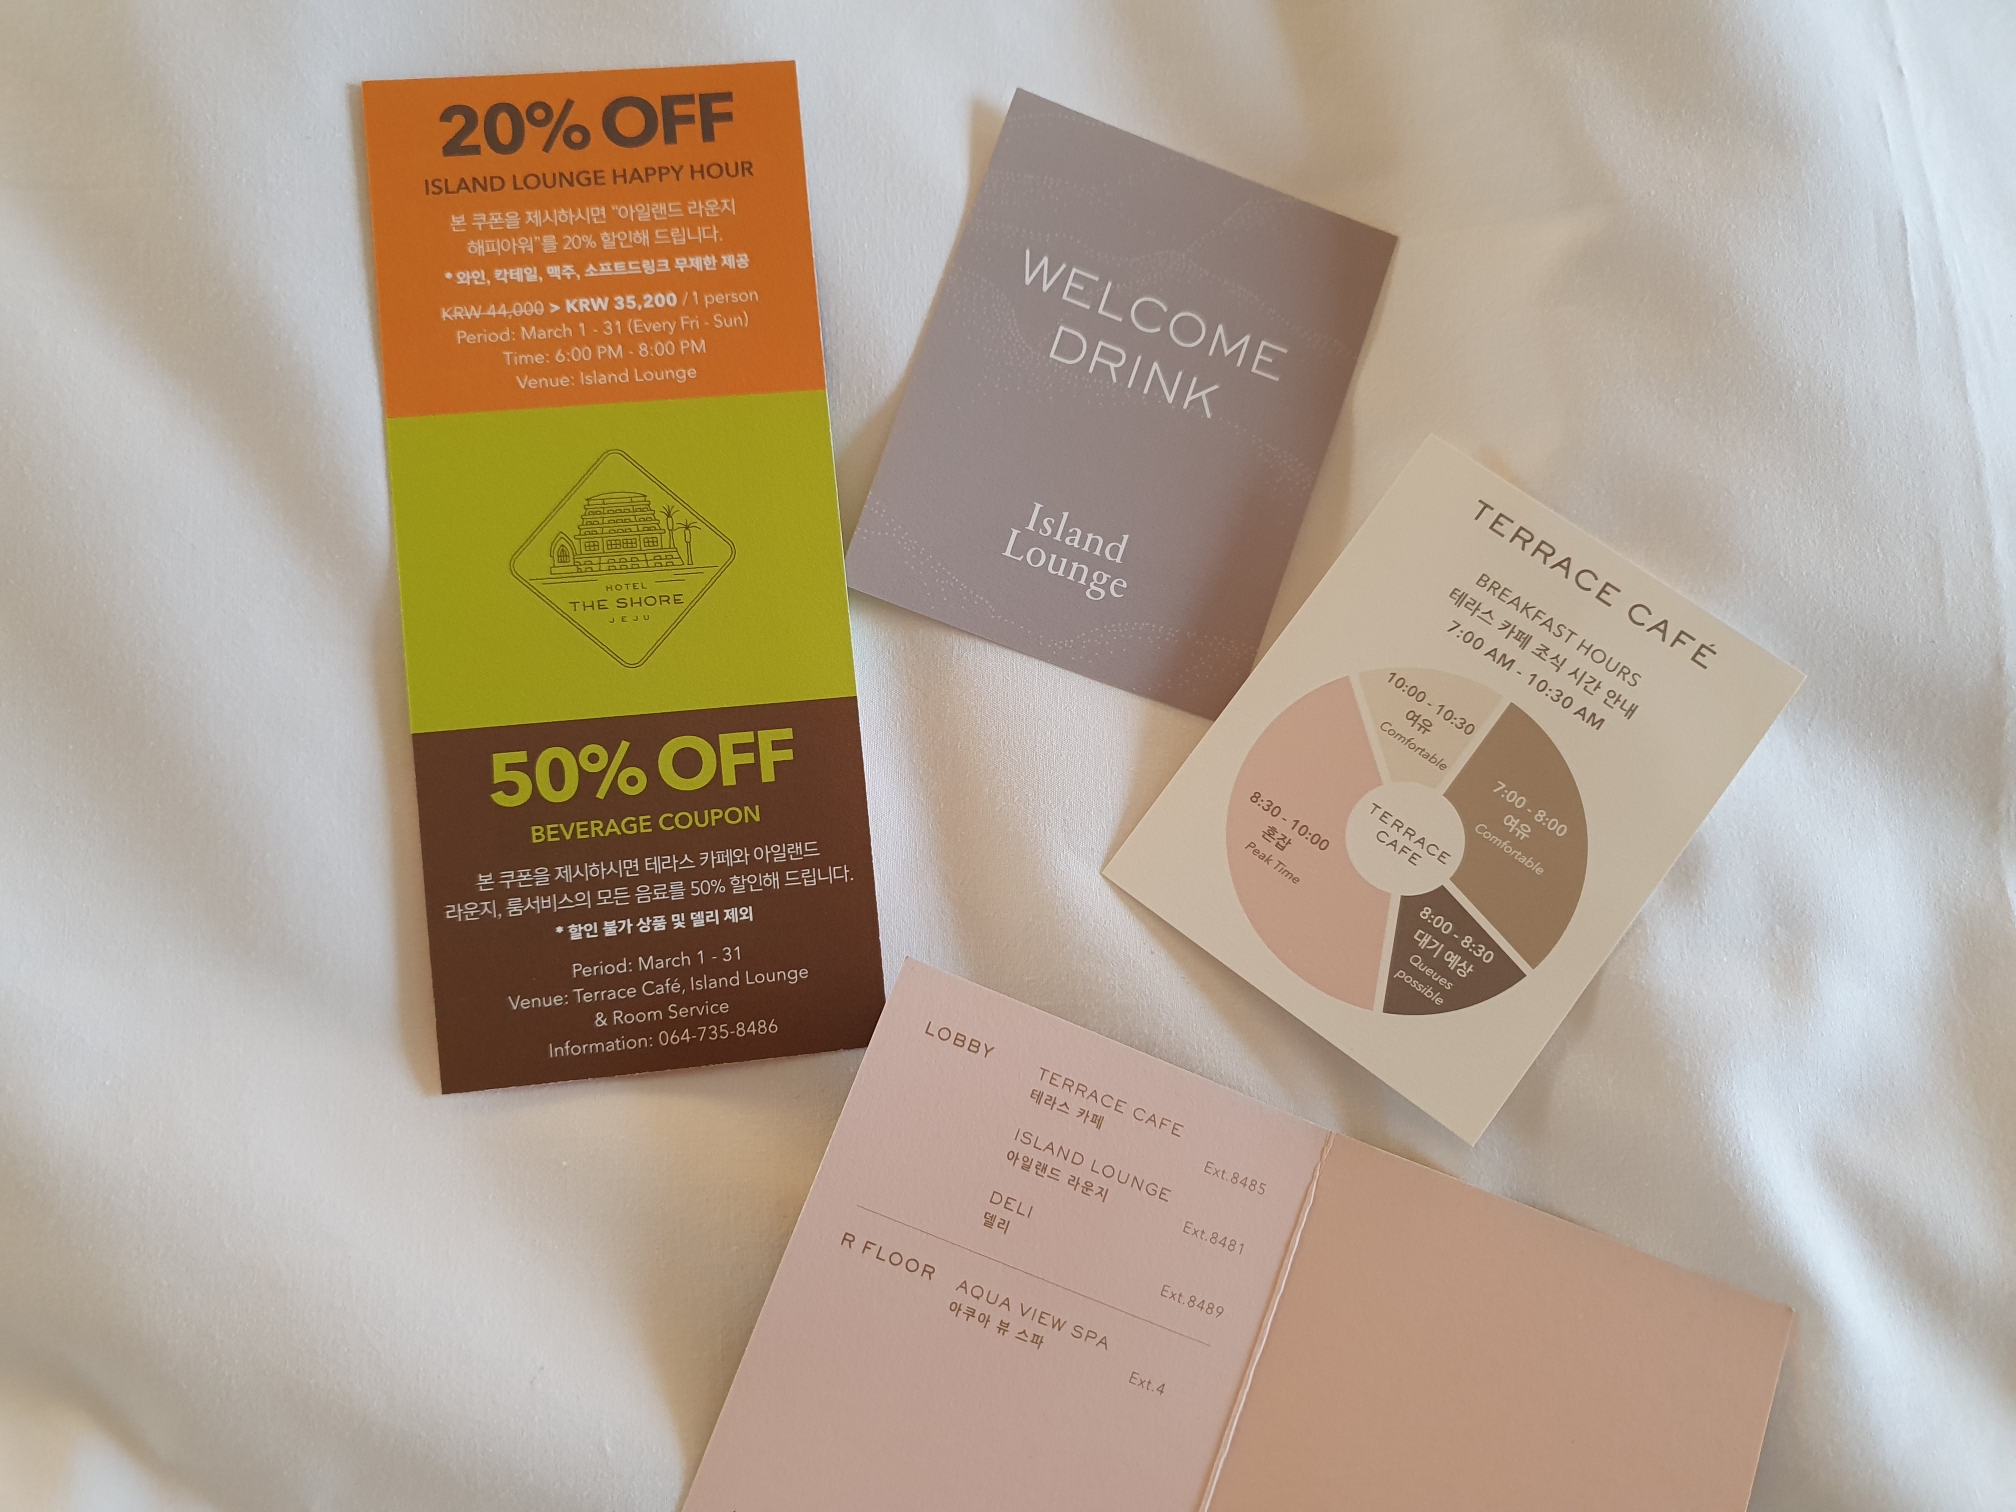 20% OFF
ISLAND LOUNGE HAPPY HOUR
본 쿠폰을 제시하시면 "아일랜드 라운지
해피아워"를 20% 할인해 드립니다.
* 와인, 칵테일, 맥주, 소프트드링크 무제한 제공
KRW 44,000 > KRW 35,200 / 1 person
Period: March 1 - 31 (Every Fri - Sun)
Time: 6:00 PM - 8:00 PM
Venue: Island Lounge
HOTEL
THE SHORE
JEJU
50% OFF
BEVERAGE COUPON
본 쿠폰을 제시하시면 테라스 카페와 아일랜드
라운지, 룸서비스의 모든 음료를 50% 할인해 드립니다.
* 할인 불가 상품 및 델리 제외
Period: March 1 - 31
Venue: Terrace Café, Island Lounge
& Room Service
Information: 064-735-8486
WELCOME
DRINK
Island
Lounge
TERRACE CAFÉ
BREAKFAST HOURS
테라스 카페 조식 시간 안내
7:00 AM - 10:30 AM
10:00 - 10:30
여유
Comfortable
7:00 - 8:00
여유
Comfortable
8:30 - 10:00
혼잡
Peak Time
TERRACE
CAFE
8:00 - 8:30
대기 예상
Queues
possible
LOBBY
TERRACE CAFE
테라스 카페
Ext.8485
ISLAND LOUNGE
아일랜드 라운지
Ext.8481
DELI
델리
Ext.8489
R FLOOR
AQUA VIEW SPA
아쿠아 뷰 스파
Ext.4